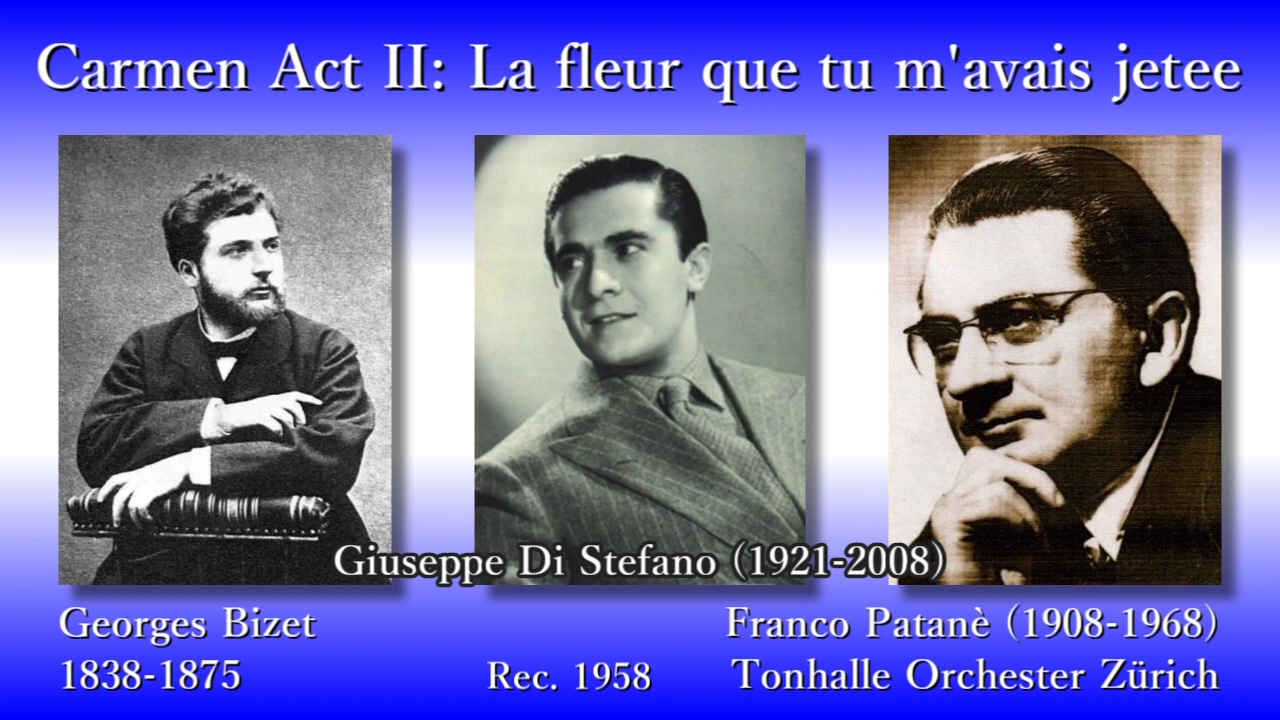 Carmen Act II: La fleur que tu m'avais jetee
Giuseppe Di Stefano (1921-2008)
Georges Bizet
1838-1875
Rec. 1958
Franco Patanè (1908-1968)
Tonhalle Orchester Zürich